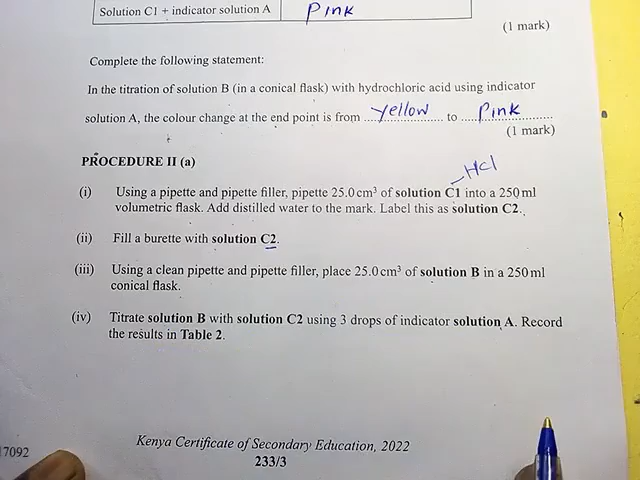 Solution C1 + indicator solution A Pink
(1 mark)
Complete the following statement:
In the titration of solution B (in a conical flask) with hydrochloric acid using indicator
solution A, the colour change at the end point is from ....Yellow.... to ....Pink....
(1 mark)
PROCEDURE II (a)
HCl
(i) Using a pipette and pipette filler, pipette 25.0 cm³ of solution C1 into a 250 ml
volumetric flask. Add distilled water to the mark. Label this as solution C2.
(ii) Fill a burette with solution C2.
(iii) Using a clean pipette and pipette filler, place 25.0 cm³ of solution B in a 250 ml
conical flask.
(iv) Titrate solution B with solution C2 using 3 drops of indicator solution A. Record
the results in Table 2.
Kenya Certificate of Secondary Education, 2022
17092
233/3